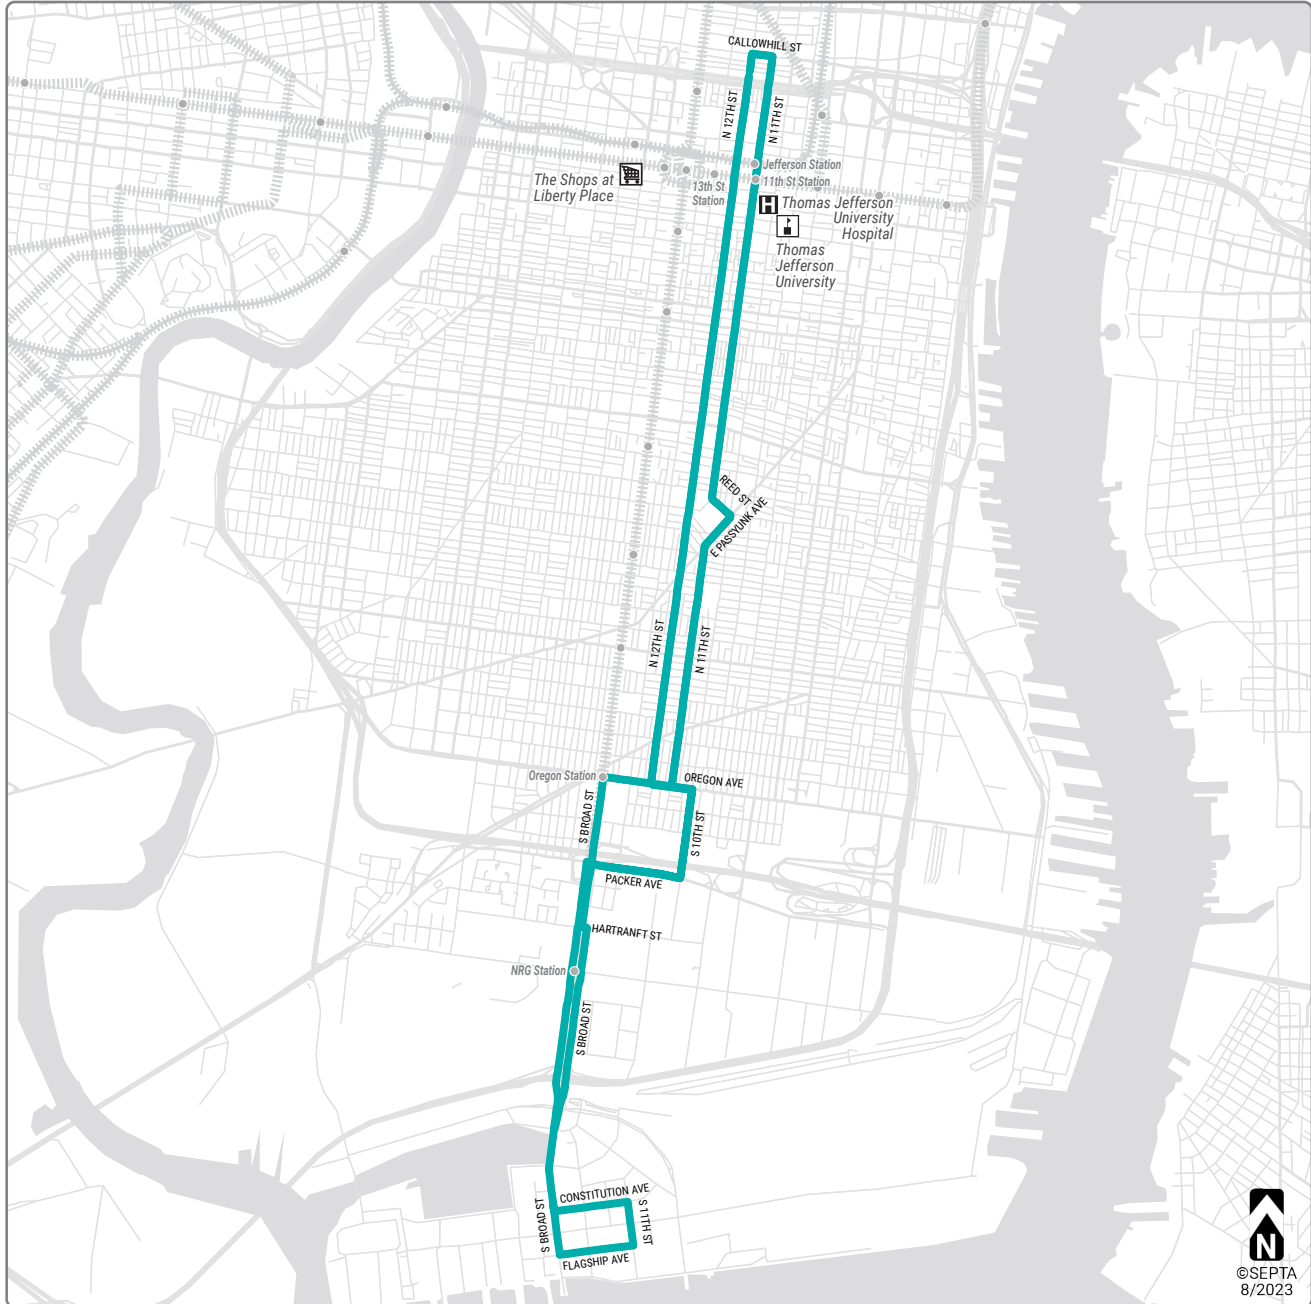 CALLOWHILL ST
N 12TH ST
N 11TH ST
Jefferson Station
11th St Station
13th St
Station
The Shops at
Liberty Place
H
Thomas Jefferson
University
Hospital
Thomas
Jefferson
University
REED ST
E PASSYUNK AVE
N 12TH ST
N 11TH ST
Oregon Station
OREGON AVE
S BROAD ST
S 10TH ST
PACKER AVE
HARTRANFT ST
NRG Station
S BROAD ST
CONSTITUTION AVE
S BROAD ST
S 11TH ST
FLAGSHIP AVE
N
©SEPTA
8/2023